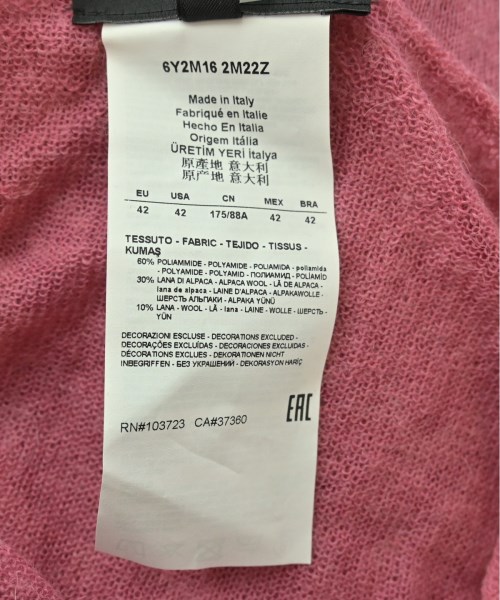 6Y2M16 2M22Z
Made in Italy
Fabriqué en Italie
Hecho En Italia
Origem Itália
ÜRETİM YERİ İtalya
原產地 意大利
原产地 意大利
EU USA CN MEX BRA
42 42 175/88A 42 42
TESSUTO - FABRIC - TEJIDO - TISSUS -
KUMAŞ
60% POLIAMMIDE - POLYAMIDE - POLIAMIDA - poliamida
- POLYAMIDE - POLYAMID - ПОЛИАМИД - POLİAMİD
30% LANA DI ALPACA - ALPACA WOOL - LÃ DE ALPACA -
lana de alpaca - LAINE D'ALPACA - ALPAKAWOLLE -
ШЕРСТЬ АЛЬПАКИ - ALPAKA YÜNÜ
10% LANA - WOOL - LÃ - lana - LAINE - WOLLE - ШЕРСТЬ -
YÜN
DECORAZIONI ESCLUSE - DECORATIONS EXCLUDED -
DECORAÇÕES EXCLUÍDAS - DECORACIONES EXCLUIDAS -
DÉCORATIONS EXCLUES - DEKORATIONEN NICHT
INBEGRIFFEN - БЕЗ УКРАШЕНИЙ - DEKORASYON HARİÇ
EAC
RN#103723 CA#37360